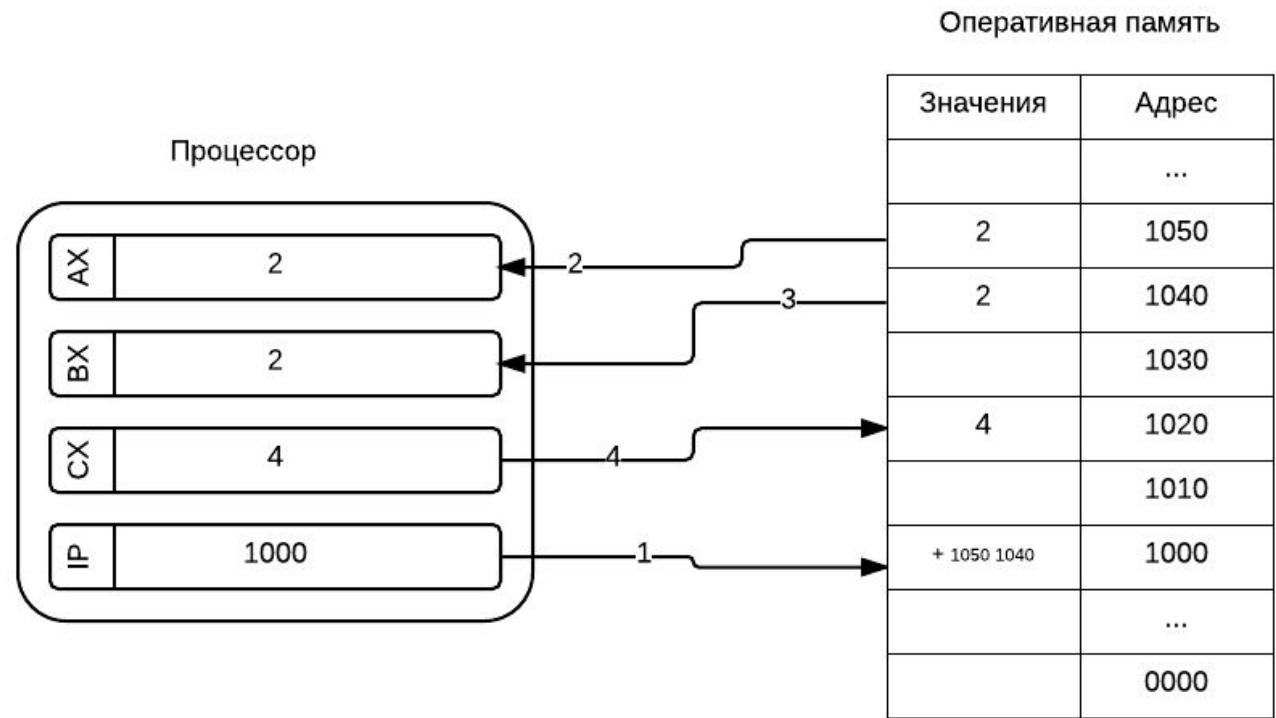 Оперативная память
Процессор
Значения Адрес
...
2 1050
2 1040
1030
4 1020
1010
+ 1050 1040 1000
...
0000
AX 2
BX 2
CX 4
IP 1000
2
3
4
1